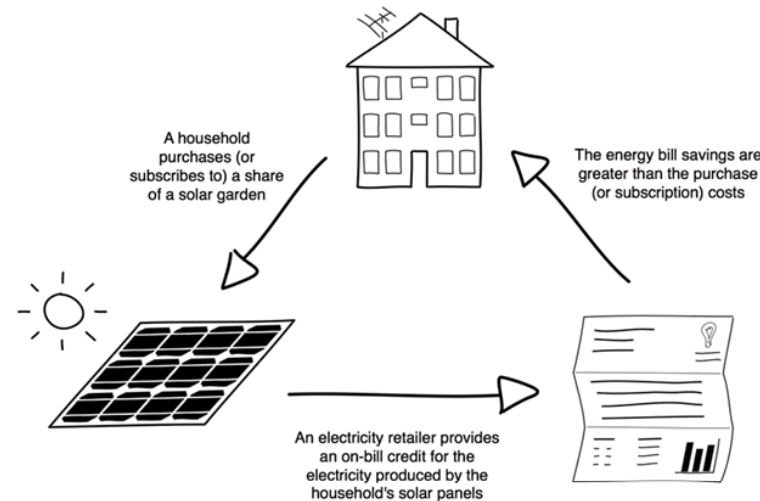 A household
purchases (or
subscribes to) a share
of a solar garden
The energy bill savings are
greater than the purchase
(or subscription) costs
An electricity retailer provides
an on-bill credit for the
electricity produced by the
household's solar panels